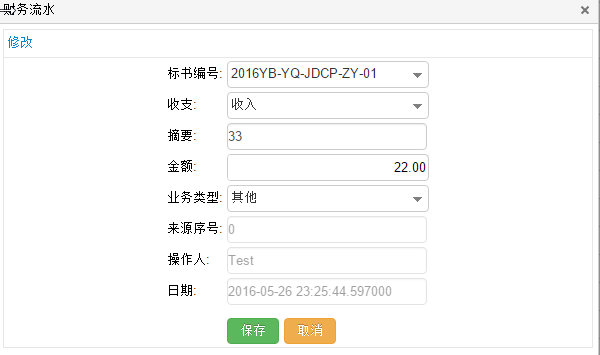 财务流水
修改
标书编号: 2016YB-YQ-JDCP-ZY-01
收支: 收入
摘要: 33
金额: 22.00
业务类型: 其他
来源序号: 0
操作人: Test
日期: 2016-05-26 23:25:44.597000
保存 取消